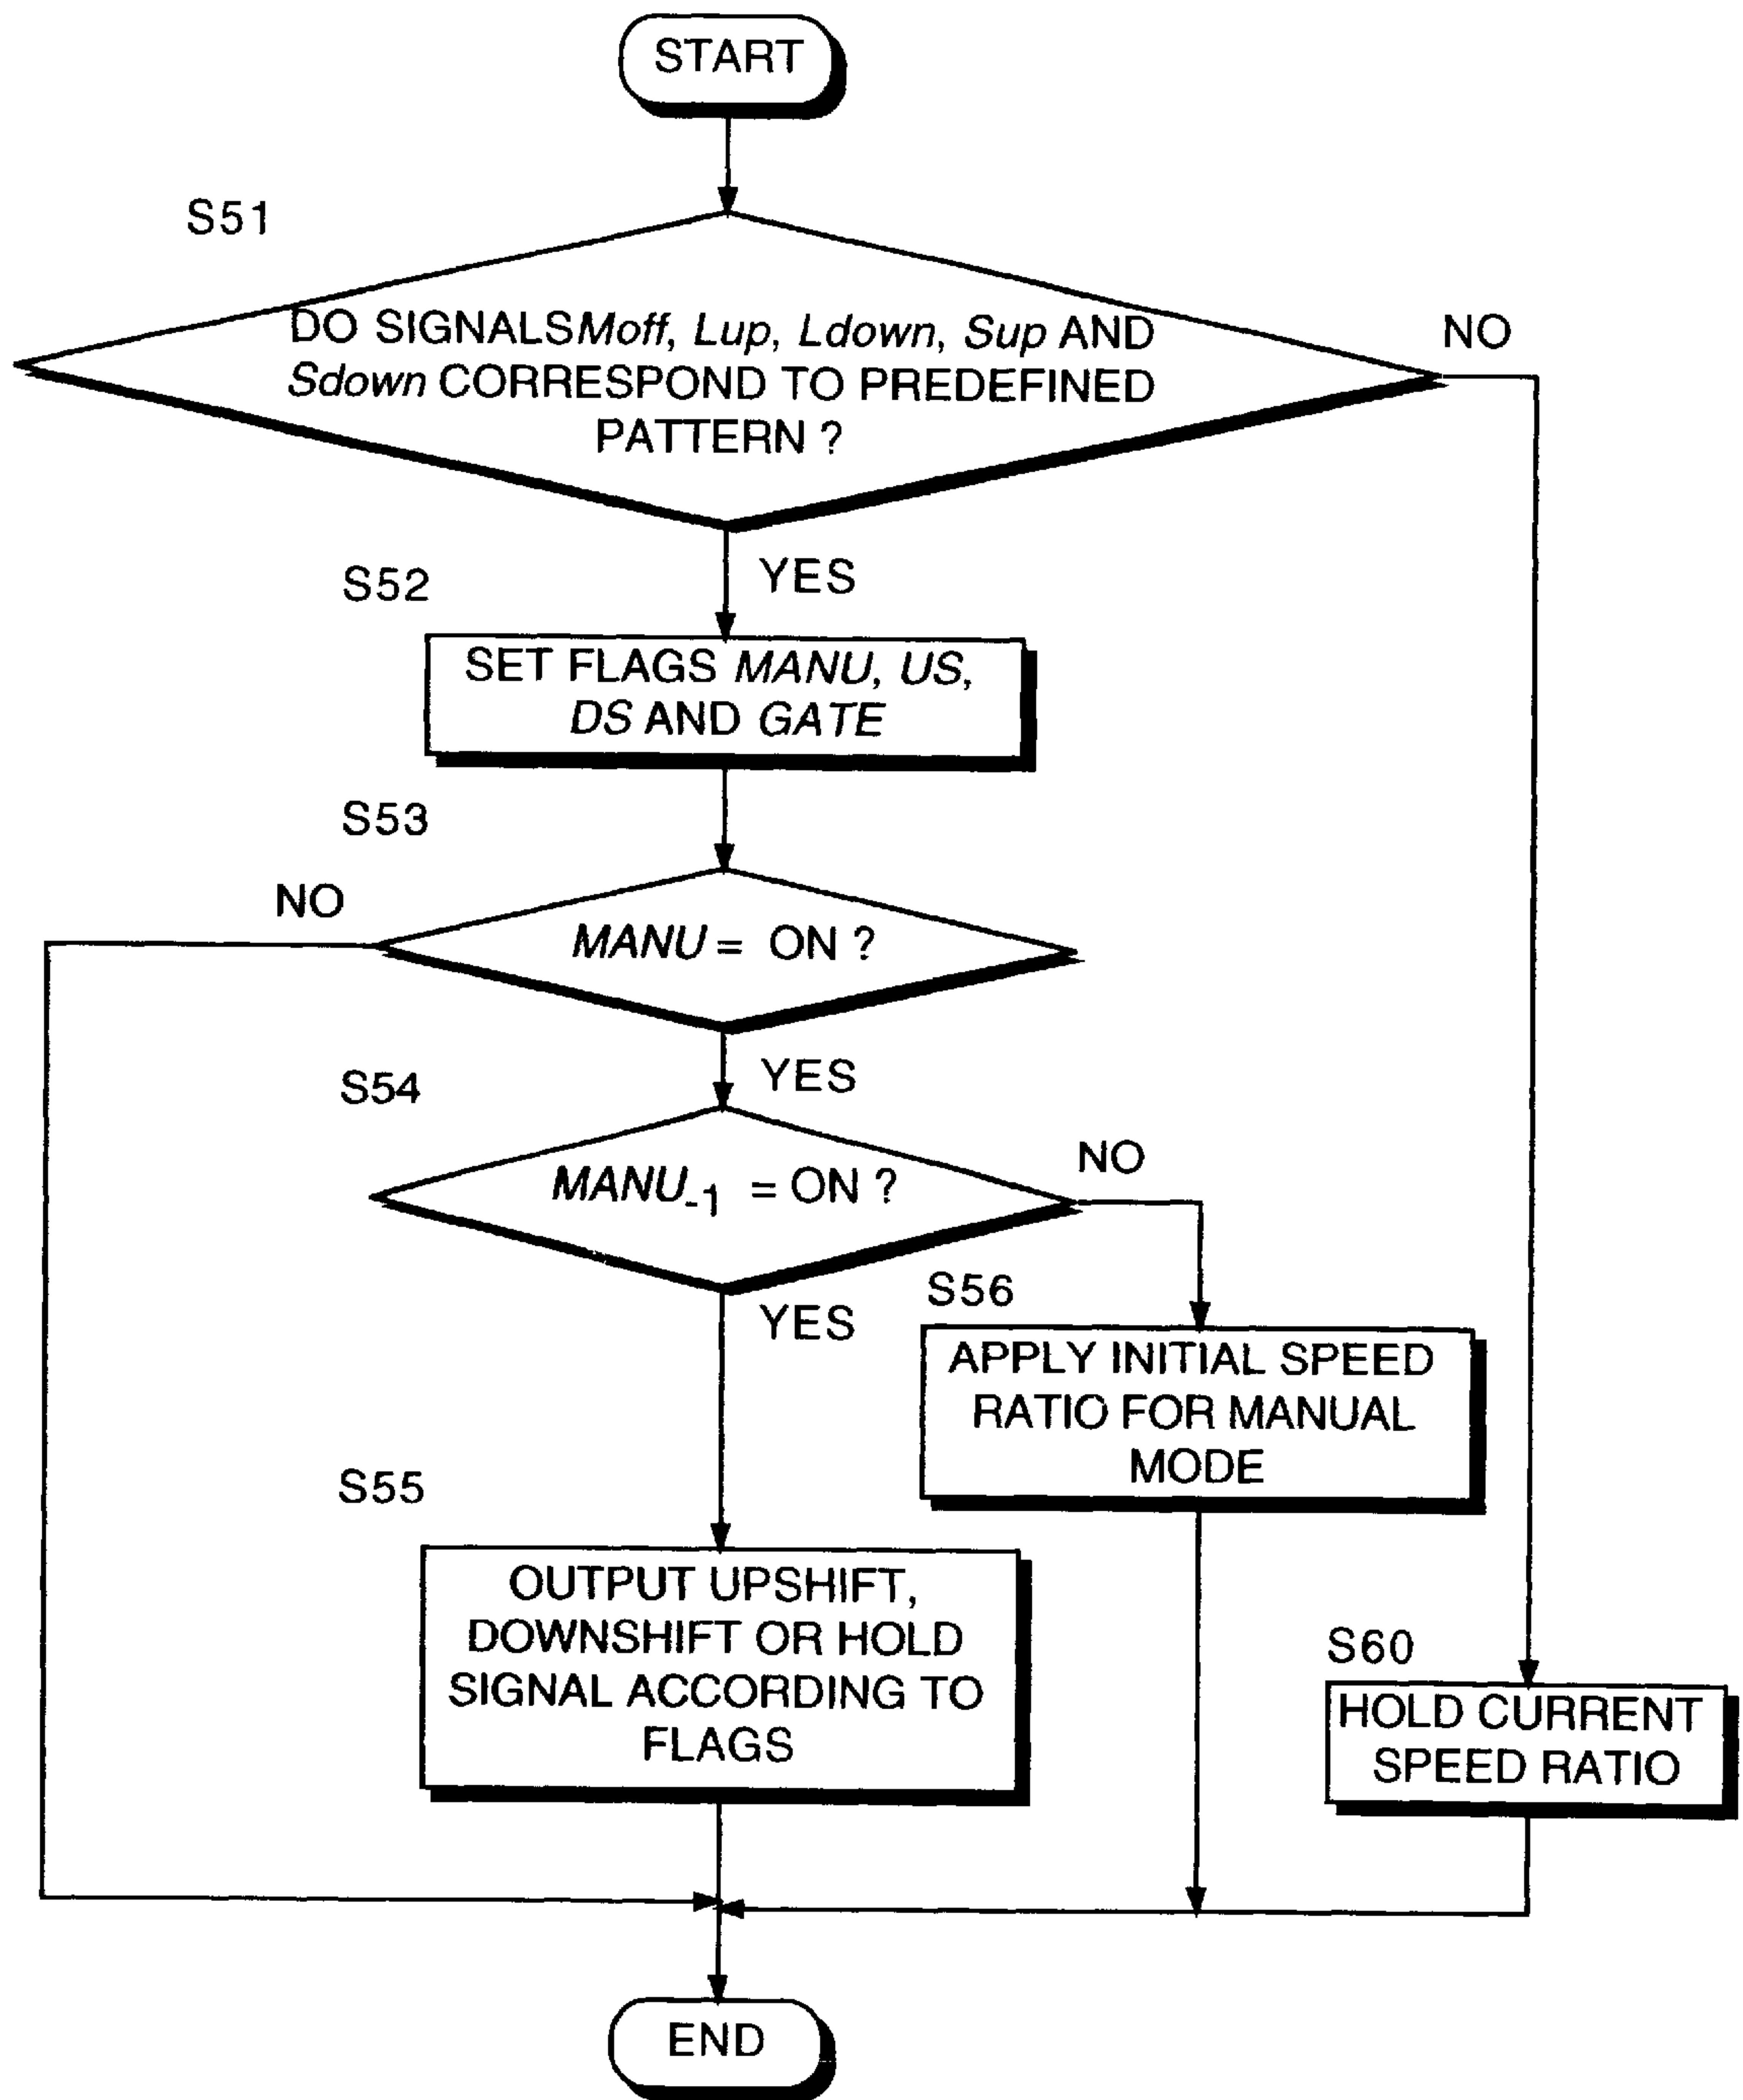 START
S51
DO SIGNALS Moff, Lup, Ldown, Sup AND
Sdown CORRESPOND TO PREDEFINED
PATTERN ?
NO
YES
S52
SET FLAGS MANU, US,
DS AND GATE
S53
NO
MANU = ON ?
YES
S54
MANU-1 = ON ?
NO
YES
S56
APPLY INITIAL SPEED
RATIO FOR MANUAL
MODE
S55
OUTPUT UPSHIFT,
DOWNSHIFT OR HOLD
SIGNAL ACCORDING TO
FLAGS
S60
HOLD CURRENT
SPEED RATIO
END